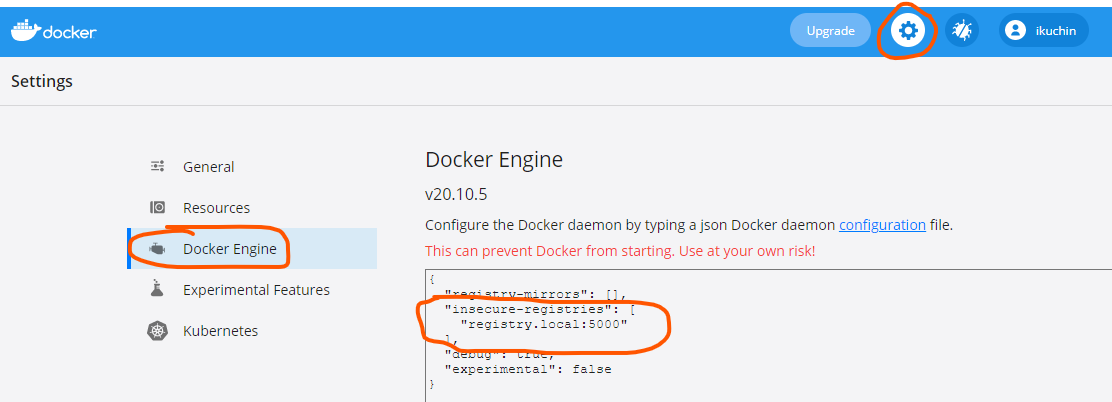 docker
Upgrade
ikuchin
Settings
General
Resources
Docker Engine
Experimental Features
Kubernetes
Docker Engine
v20.10.5
Configure the Docker daemon by typing a json Docker daemon configuration file.
This can prevent Docker from starting. Use at your own risk!
{
"registry-mirrors": [],
"insecure-registries": [
"registry.local:5000"
],
"debug": true,
"experimental": false
}